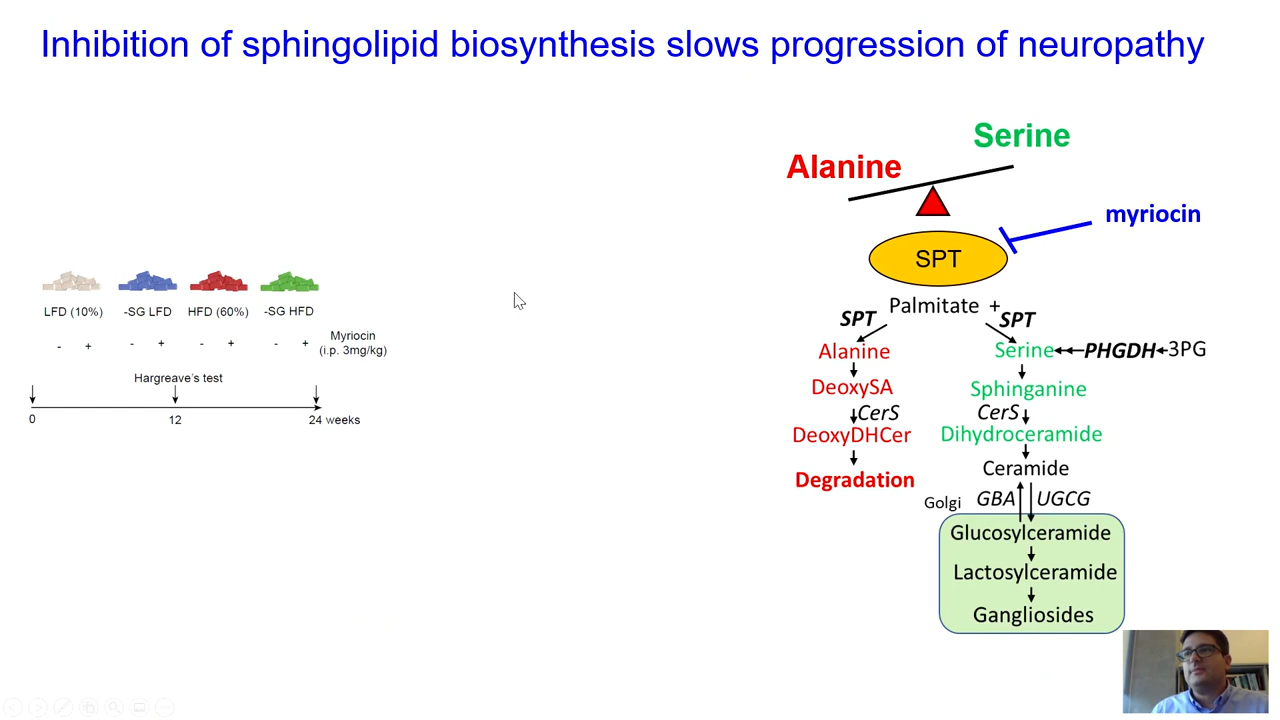 Inhibition of sphingolipid biosynthesis slows progression of neuropathy
LFD (10%) -SG LFD HFD (60%) -SG HFD
- + - + - + - +
Myriocin
(i.p. 3mg/kg)
Hargreave's test
0 12 24 weeks
Serine
Alanine
myriocin
SPT
Palmitate +
SPT SPT
Alanine Serine PHGDH 3PG
DeoxySA Sphinganine
CerS CerS
DeoxyDHCer Dihydroceramide
Degradation Ceramide
Golgi GBA UGCG
Glucosylceramide
Lactosylceramide
Gangliosides